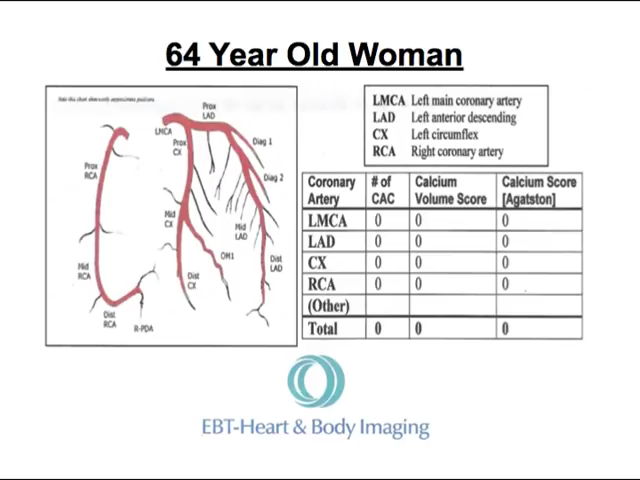 64 Year Old Woman
Note this chart shows only approximate positions.
LMCA
Prox
LAD
Prox
CX
Diag 1
Diag 2
Prox
RCA
Mid
CX
Mid
LAD
OM1
Mid
RCA
Dist
CX
Dist
LAD
Dist
RCA
R-PDA
LMCA Left main coronary artery
LAD Left anterior descending
CX Left circumflex
RCA Right coronary artery
Coronary Artery # of CAC Calcium Volume Score Calcium Score [Agatston]
LMCA 0 0 0
LAD 0 0 0
CX 0 0 0
RCA 0 0 0
(Other)
Total 0 0 0
EBT-Heart & Body Imaging